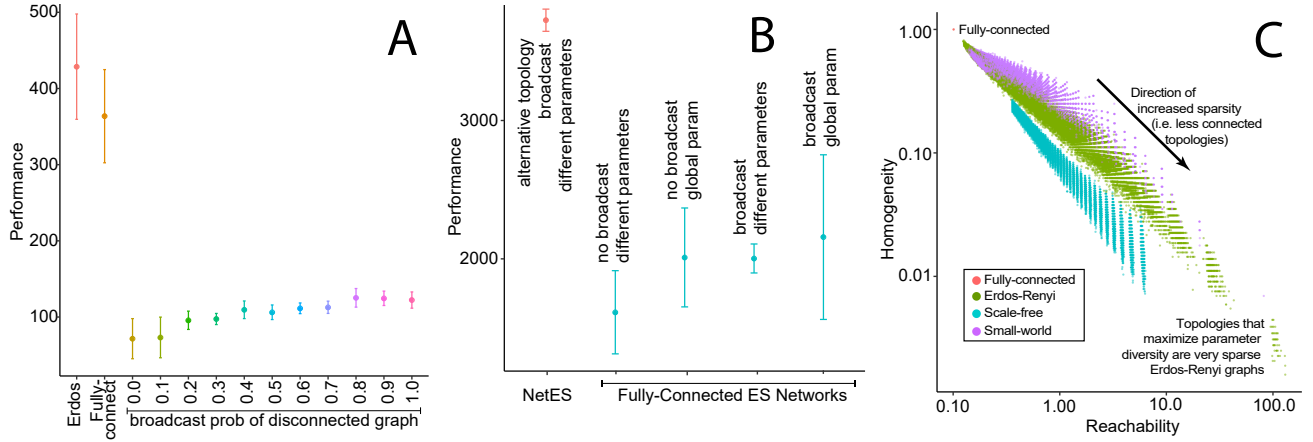 A
500
400
300
200
100
Performance
Erdos
Fully-
connect
0.0
0.1
0.2
0.3
0.4
0.5
0.6
0.7
0.8
0.9
1.0
broadcast prob of disconnected graph
B
3000
2000
Performance
alternative topology
broadcast
different parameters
no broadcast
different parameters
no broadcast
global param
broadcast
different parameters
broadcast
global param
NetES
Fully-Connected ES Networks
C
1.00
0.10
0.01
Homogeneity
Fully-connected
Direction of
increased sparsity
(i.e. less connected
topologies)
Fully-connected
Erdos-Renyi
Scale-free
Small-world
Topologies that
maximize parameter
diversity are very sparse
Erdos-Renyi graphs
0.10
1.00
10.0
100.0
Reachability